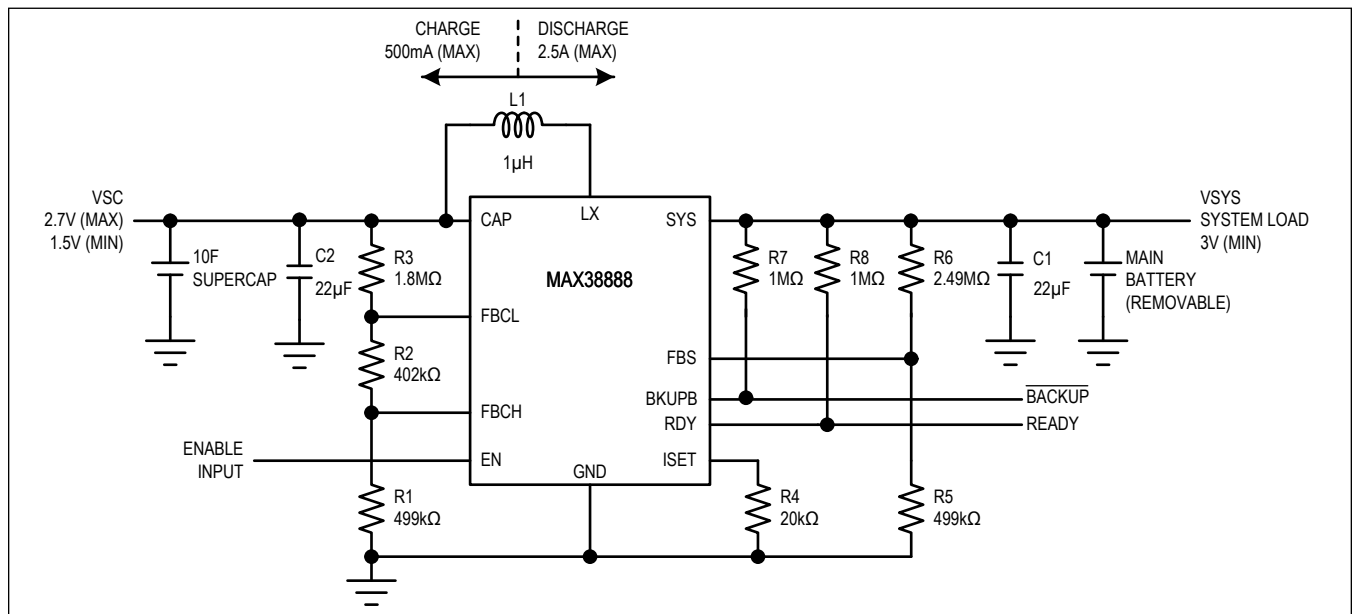 CHARGE
500mA (MAX)
DISCHARGE
2.5A (MAX)
L1
1µH
VSC
2.7V (MAX)
1.5V (MIN)
10F
SUPERCAP
C2
22µF
R3
1.8MΩ
R2
402kΩ
R1
499kΩ
ENABLE
INPUT
CAP
LX
SYS
MAX38888
FBCL
FBCH
EN
GND
FBS
BKUPB
RDY
ISET
R7
1MΩ
R8
1MΩ
R6
2.49MΩ
C1
22µF
MAIN
BATTERY
(REMOVABLE)
VSYS
SYSTEM LOAD
3V (MIN)
BACKUP
READY
R4
20kΩ
R5
499kΩ